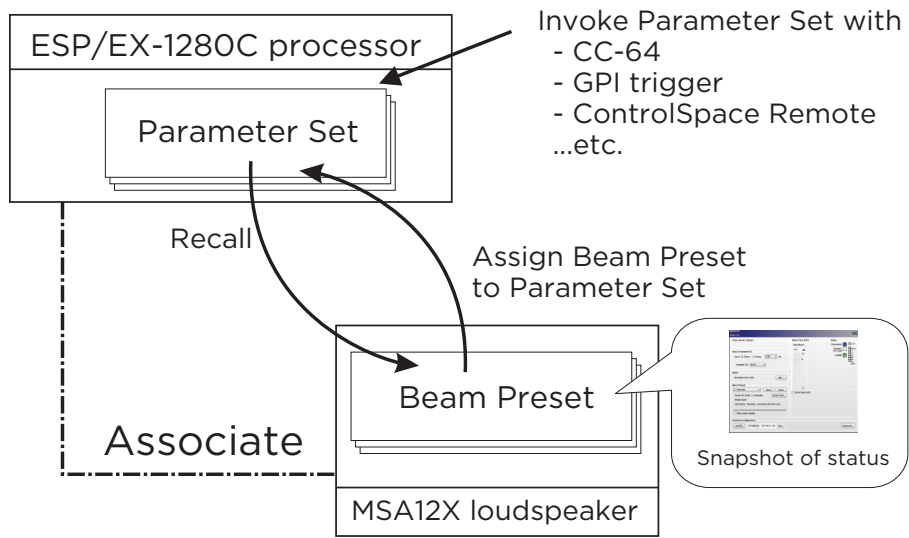 ESP/EX-1280C processor
Parameter Set
Invoke Parameter Set with
- CC-64
- GPI trigger
- ControlSpace Remote
...etc.
Recall
Assign Beam Preset
to Parameter Set
Beam Preset
Associate
MSA12X loudspeaker
Snapshot of status